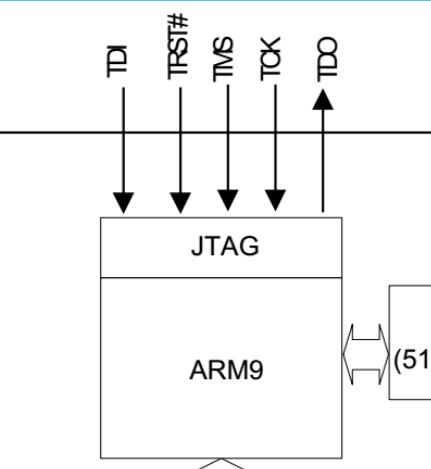 TDI
TRST#
TMS
TCK
TDO
JTAG
ARM9
(51